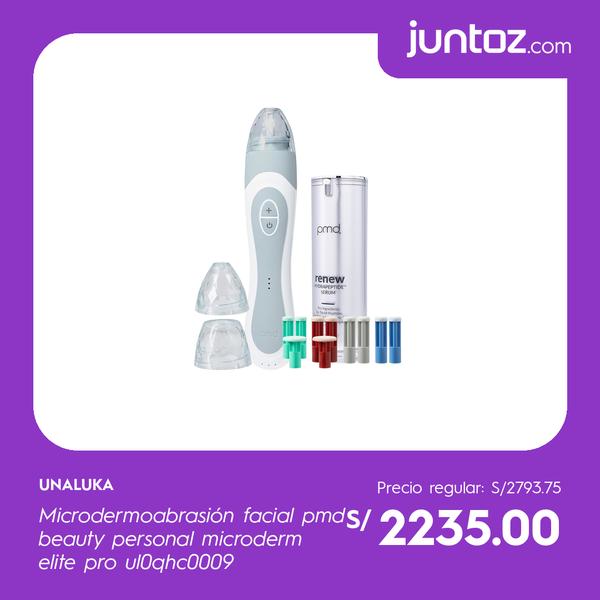 juntoz.com
pmd
renew
SERUM
pmd
UNALUKA
Precio regular: S/2793.75
Microdermoabrasión facial pmd
beauty personal microderm
elite pro ul0qhc0009
S/ 2235.00